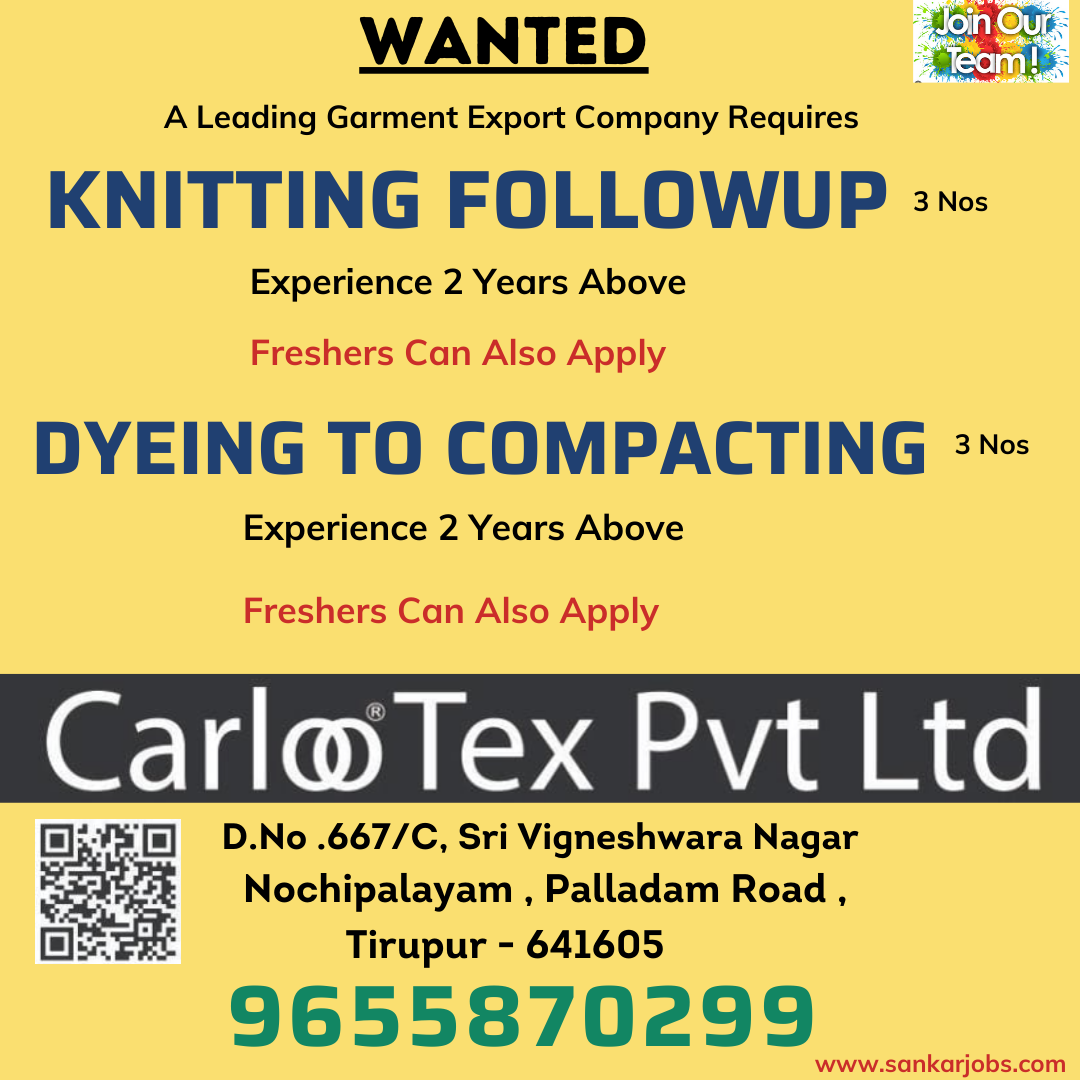 WANTED
Join Our
Team!
A Leading Garment Export Company Requires
KNITTING FOLLOWUP 3 Nos
Experience 2 Years Above
Freshers Can Also Apply
DYEING TO COMPACTING 3 Nos
Experience 2 Years Above
Freshers Can Also Apply
Carloo® Tex Pvt Ltd
D.No .667/C, Sri Vigneshwara Nagar
Nochipalayam , Palladam Road ,
Tirupur - 641605
9655870299
www.sankarjobs.com